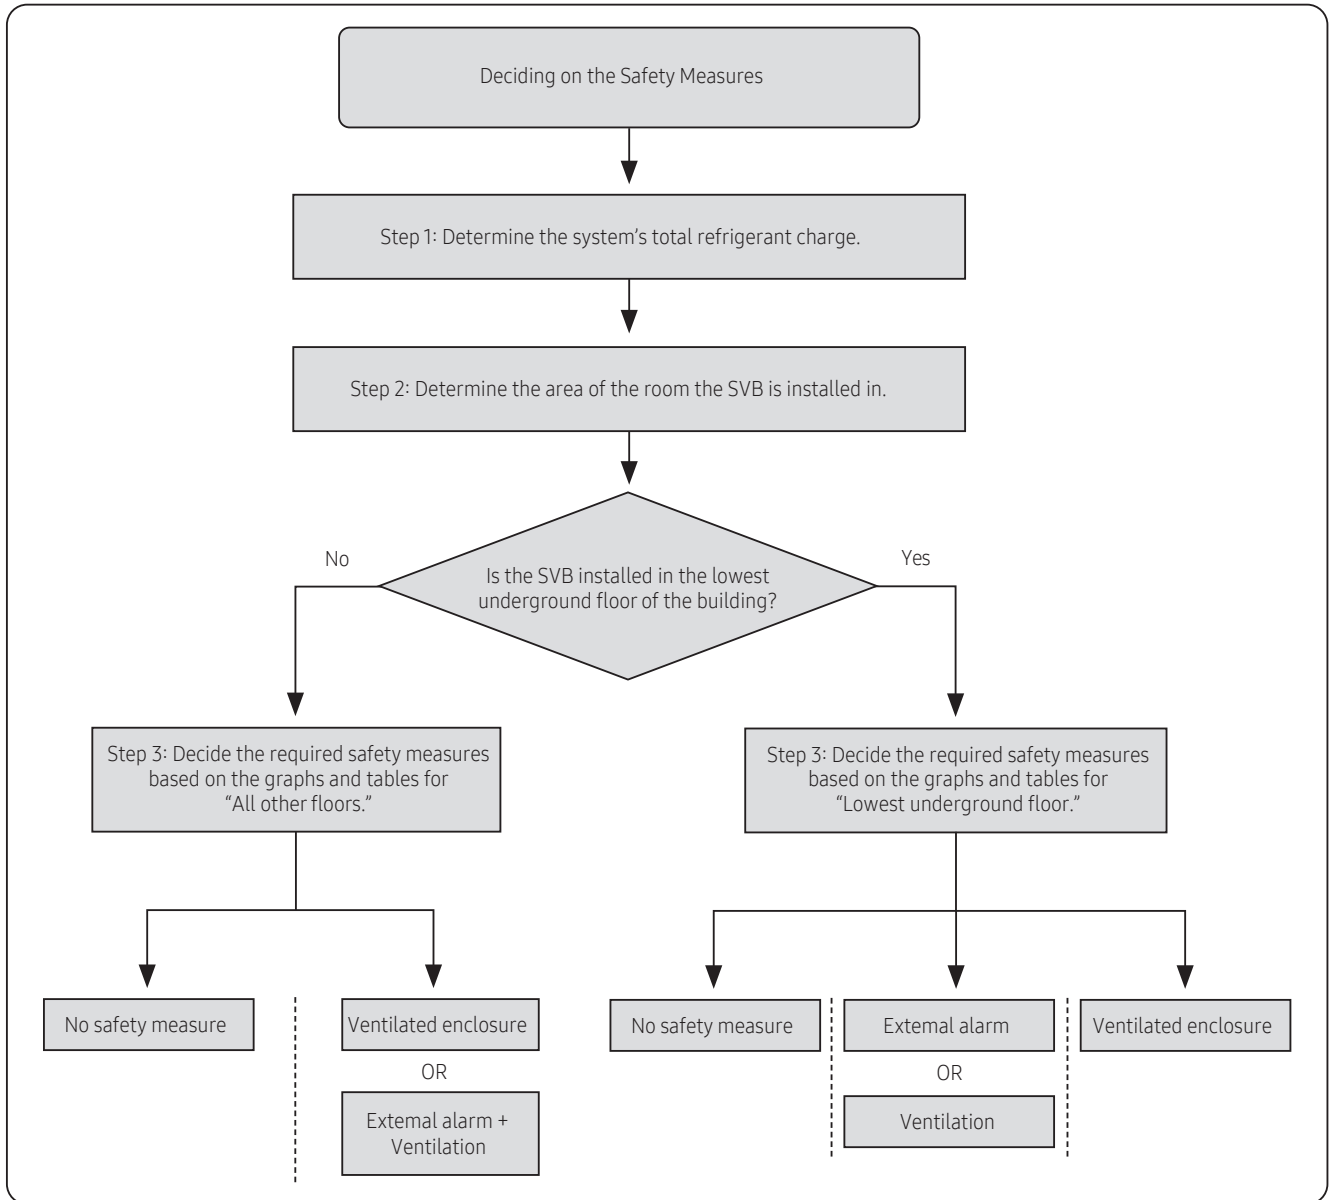 Deciding on the Safety Measures
Step 1: Determine the system's total refrigerant charge.
Step 2: Determine the area of the room the SVB is installed in.
No
Yes
Is the SVB installed in the lowest
underground floor of the building?
Step 3: Decide the required safety measures
based on the graphs and tables for
“All other floors.”
Step 3: Decide the required safety measures
based on the graphs and tables for
“Lowest underground floor.”
No safety measure
Ventilated enclosure
OR
External alarm +
Ventilation
No safety measure
External alarm
OR
Ventilation
Ventilated enclosure